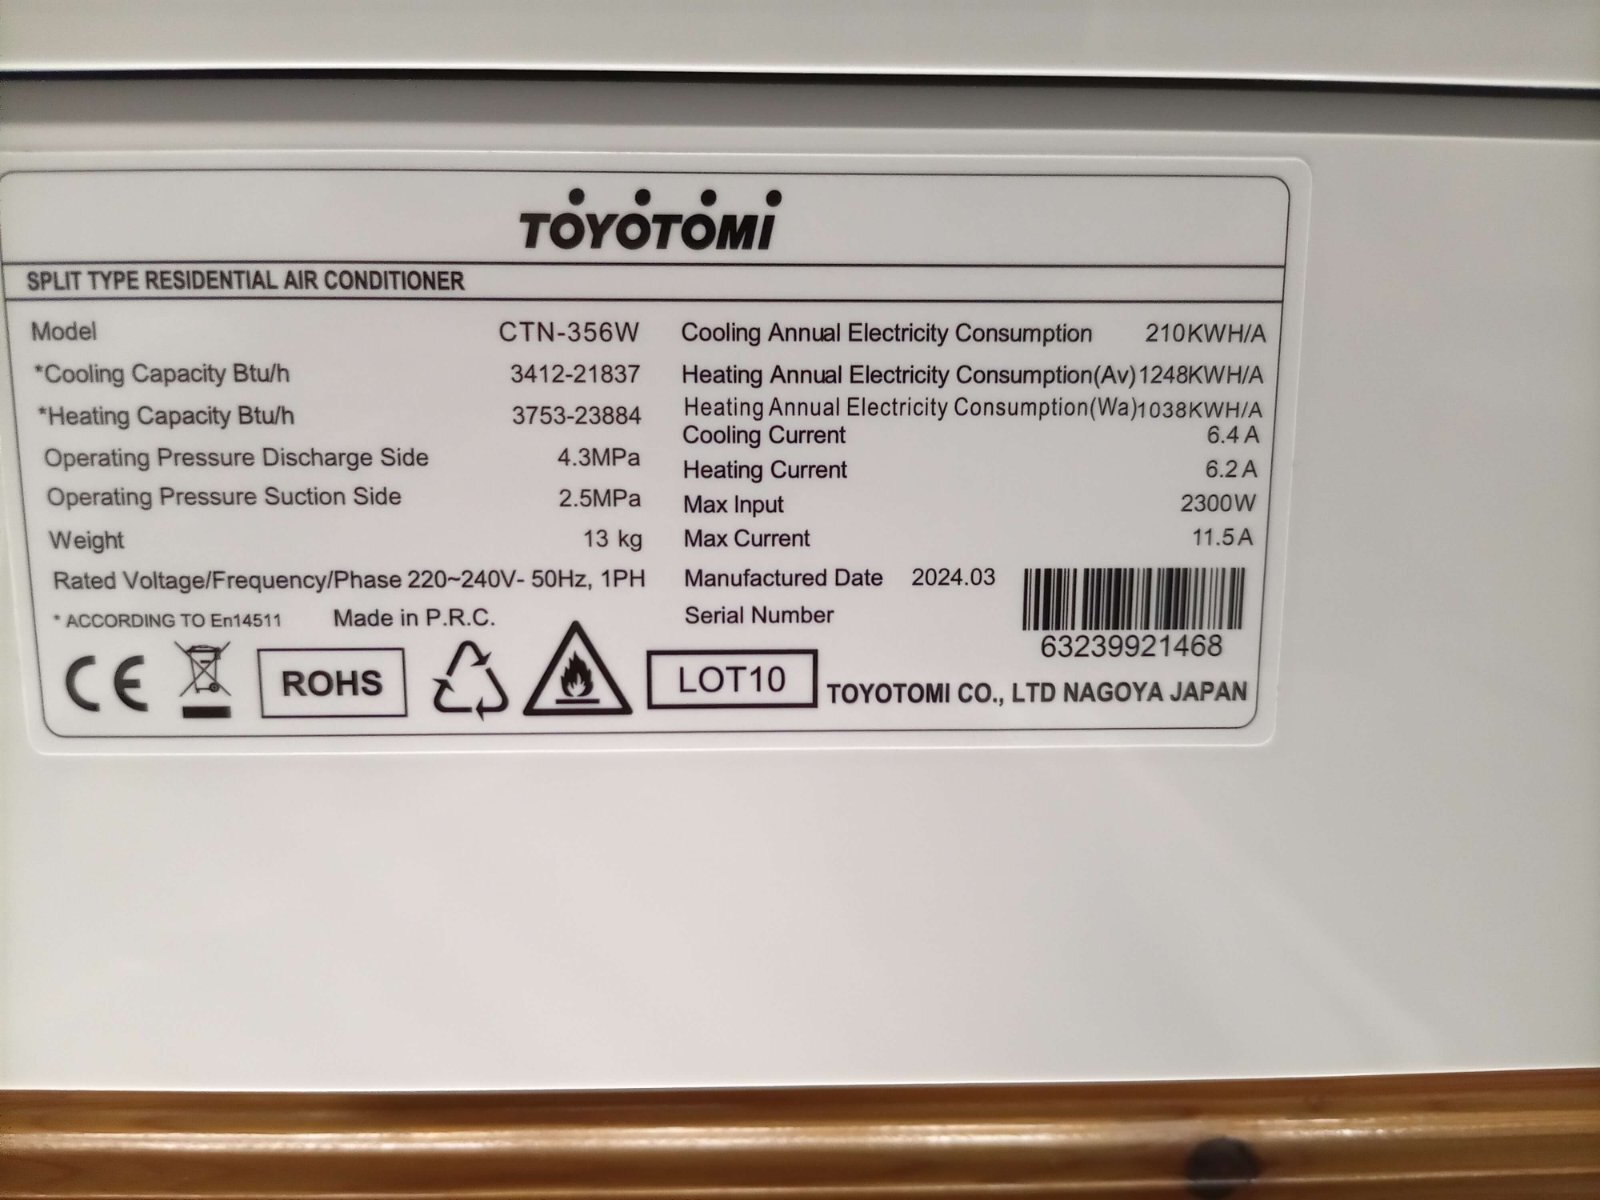 TOYOTOMI
SPLIT TYPE RESIDENTIAL AIR CONDITIONER
Model CTN-356W
*Cooling Capacity Btu/h 3412-21837
*Heating Capacity Btu/h 3753-23884
Operating Pressure Discharge Side 4.3MPa
Operating Pressure Suction Side 2.5MPa
Weight 13 kg
Rated Voltage/Frequency/Phase 220~240V- 50Hz, 1PH
* ACCORDING TO En14511 Made in P.R.C.
Cooling Annual Electricity Consumption 210KWH/A
Heating Annual Electricity Consumption(Av) 1248KWH/A
Heating Annual Electricity Consumption(Wa) 1038KWH/A
Cooling Current 6.4 A
Heating Current 6.2 A
Max Input 2300W
Max Current 11.5 A
Manufactured Date 2024.03
Serial Number
63239921468
CE ROHS LOT10 TOYOTOMI CO., LTD NAGOYA JAPAN